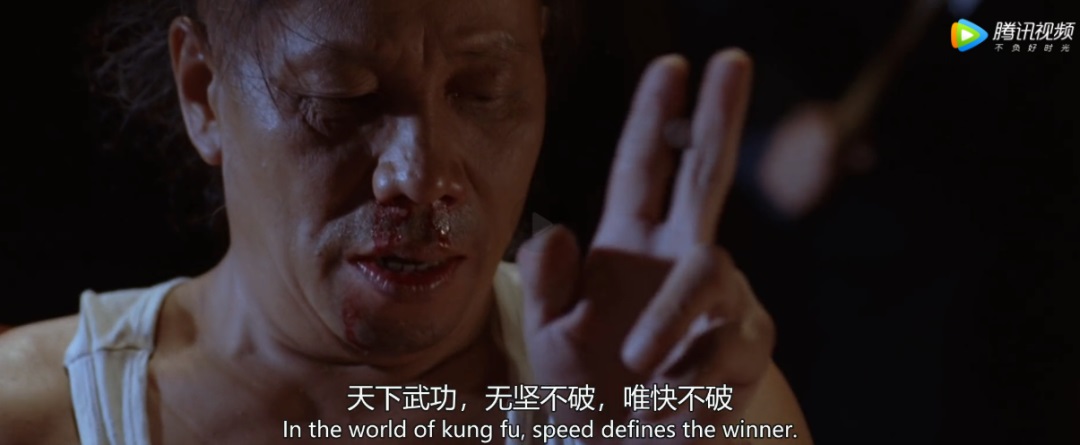 腾讯视频
不负好时光
天下武功，无坚不破，唯快不破
In the world of kung fu, speed defines the winner.